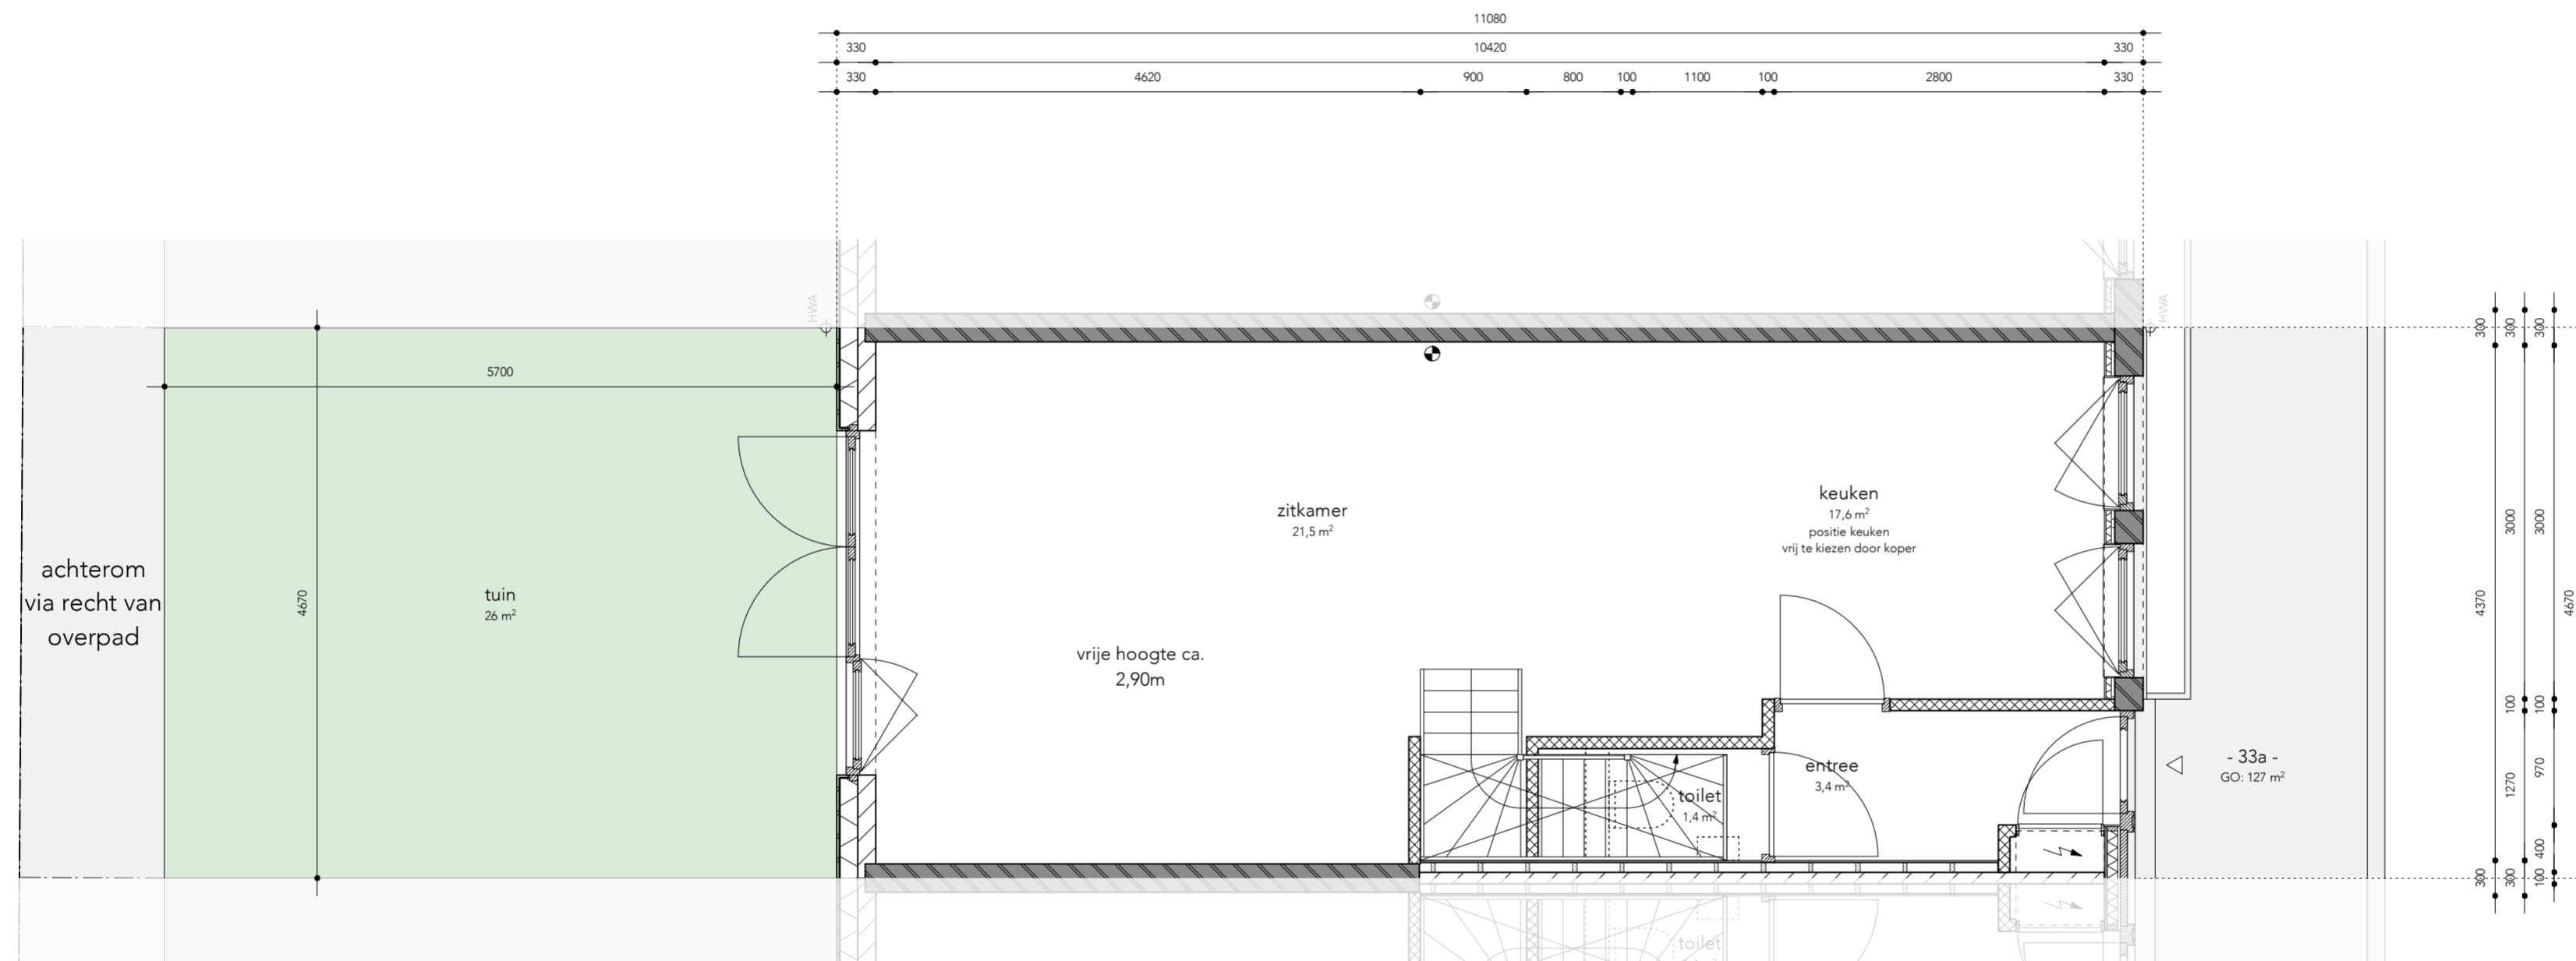 11080
330
10420
330
330
4620
900
800
100
1100
100
2800
330
HWA
HWA
300
300
300
5700
zitkamer
21,5 m²
keuken
17,6 m²
positie keuken
vrij te kiezen door koper
3000
3000
achterom
via recht van
overpad
4670
tuin
26 m²
4370
4670
vrije hoogte ca.
2,90m
100
100
entree
3,4 m²
toilet
1,4 m²
- 33a -
GO: 127 m²
1270
970
400
300
300
100
toilet